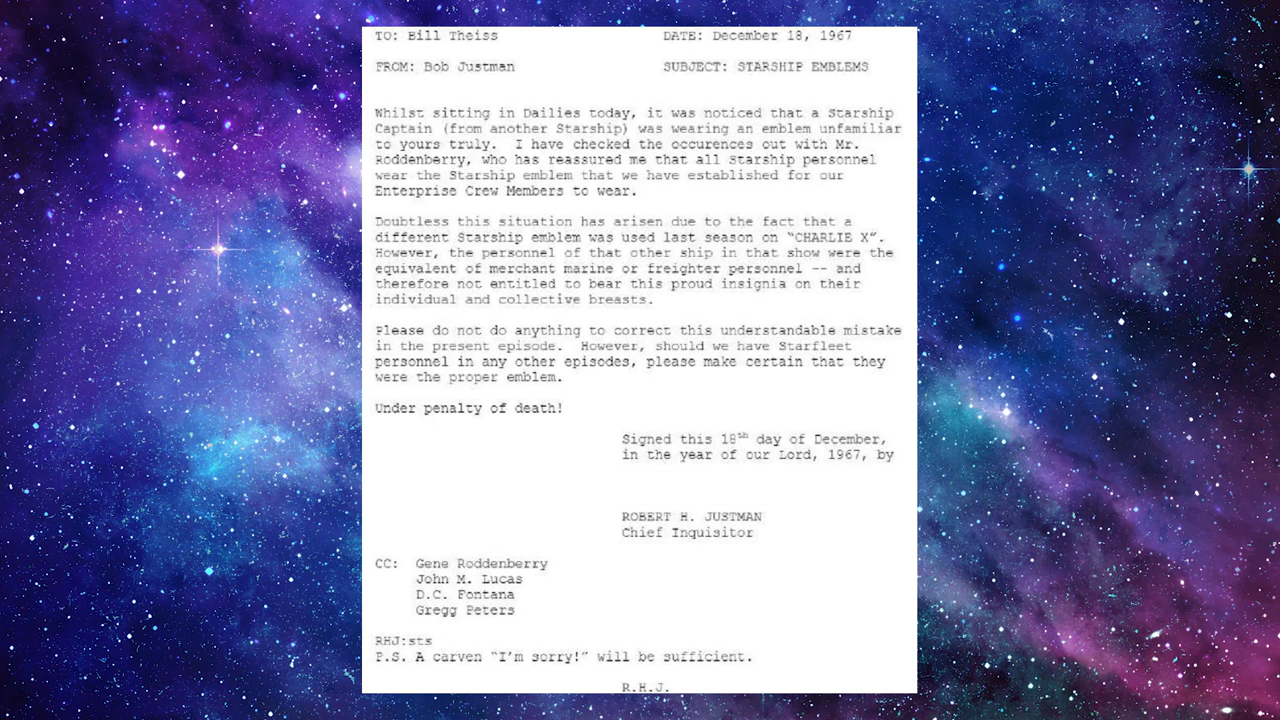 TO: Bill Theiss DATE: December 18, 1967
FROM: Bob Justman SUBJECT: STARSHIP EMBLEMS
Whilst sitting in Dailies today, it was noticed that a Starship
Captain (from another Starship) was wearing an emblem unfamiliar
to yours truly. I have checked the occurences out with Mr.
Roddenberry, who has reassured me that all Starship personnel
wear the Starship emblem that we have established for our
Enterprise Crew Members to wear.
Doubtless this situation has arisen due to the fact that a
different Starship emblem was used last season on “CHARLIE X”.
However, the personnel of that other ship in that show were the
equivalent of merchant marine or freighter personnel -- and
therefore not entitled to bear this proud insignia on their
individual and collective breasts.
Please do not do anything to correct this understandable mistake
in the present episode. However, should we have Starfleet
personnel in any other episodes, please make certain that they
were the proper emblem.
Under penalty of death!
Signed this 18th day of December,
in the year of our Lord, 1967, by
ROBERT H. JUSTMAN
Chief Inquisitor
CC: Gene Roddenberry
John M. Lucas
D.C. Fontana
Gregg Peters
RHJ:sts
P.S. A carven “I’m sorry!” will be sufficient.
R.H.J.